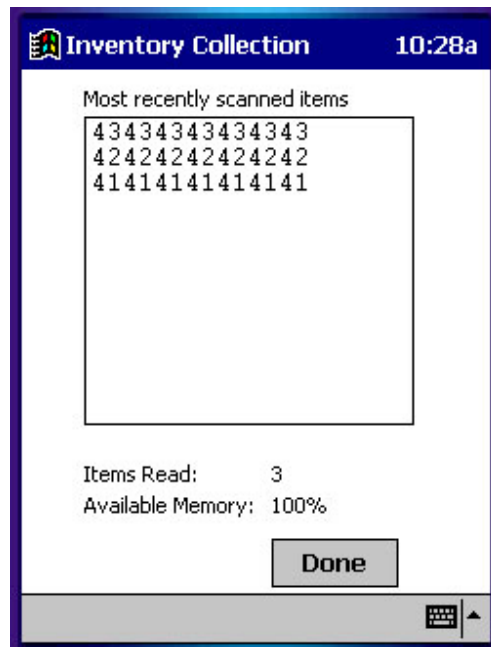 Inventory Collection 10:28a
Most recently scanned items
43434343434343
42424242424242
41414141414141
Items Read: 3
Available Memory: 100%
Done